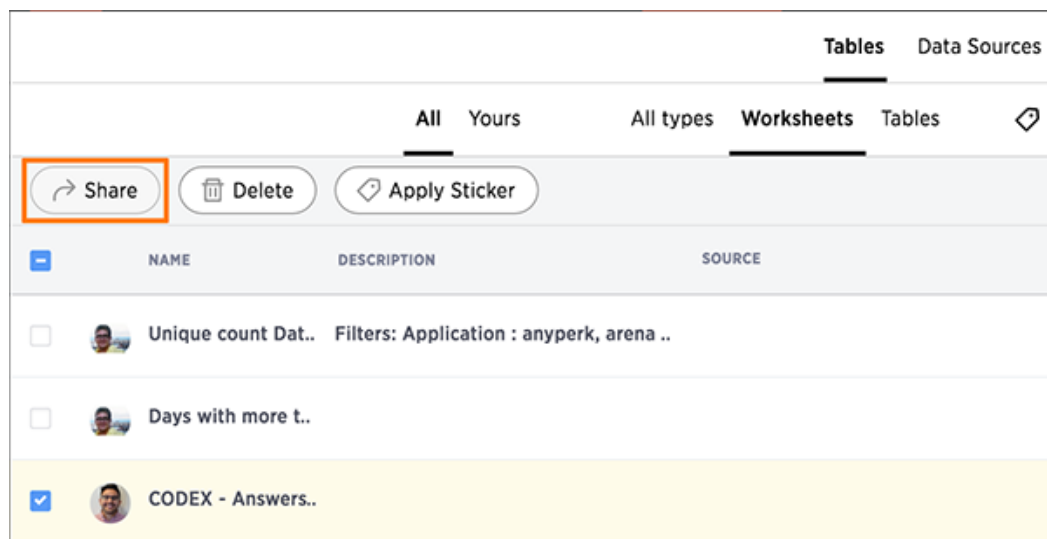 Tables Data Sources
All Yours All types Worksheets Tables
Share Delete Apply Sticker
NAME DESCRIPTION SOURCE
Unique count Dat.. Filters: Application : anyperk, arena ..
Days with more t..
CODEX - Answers..